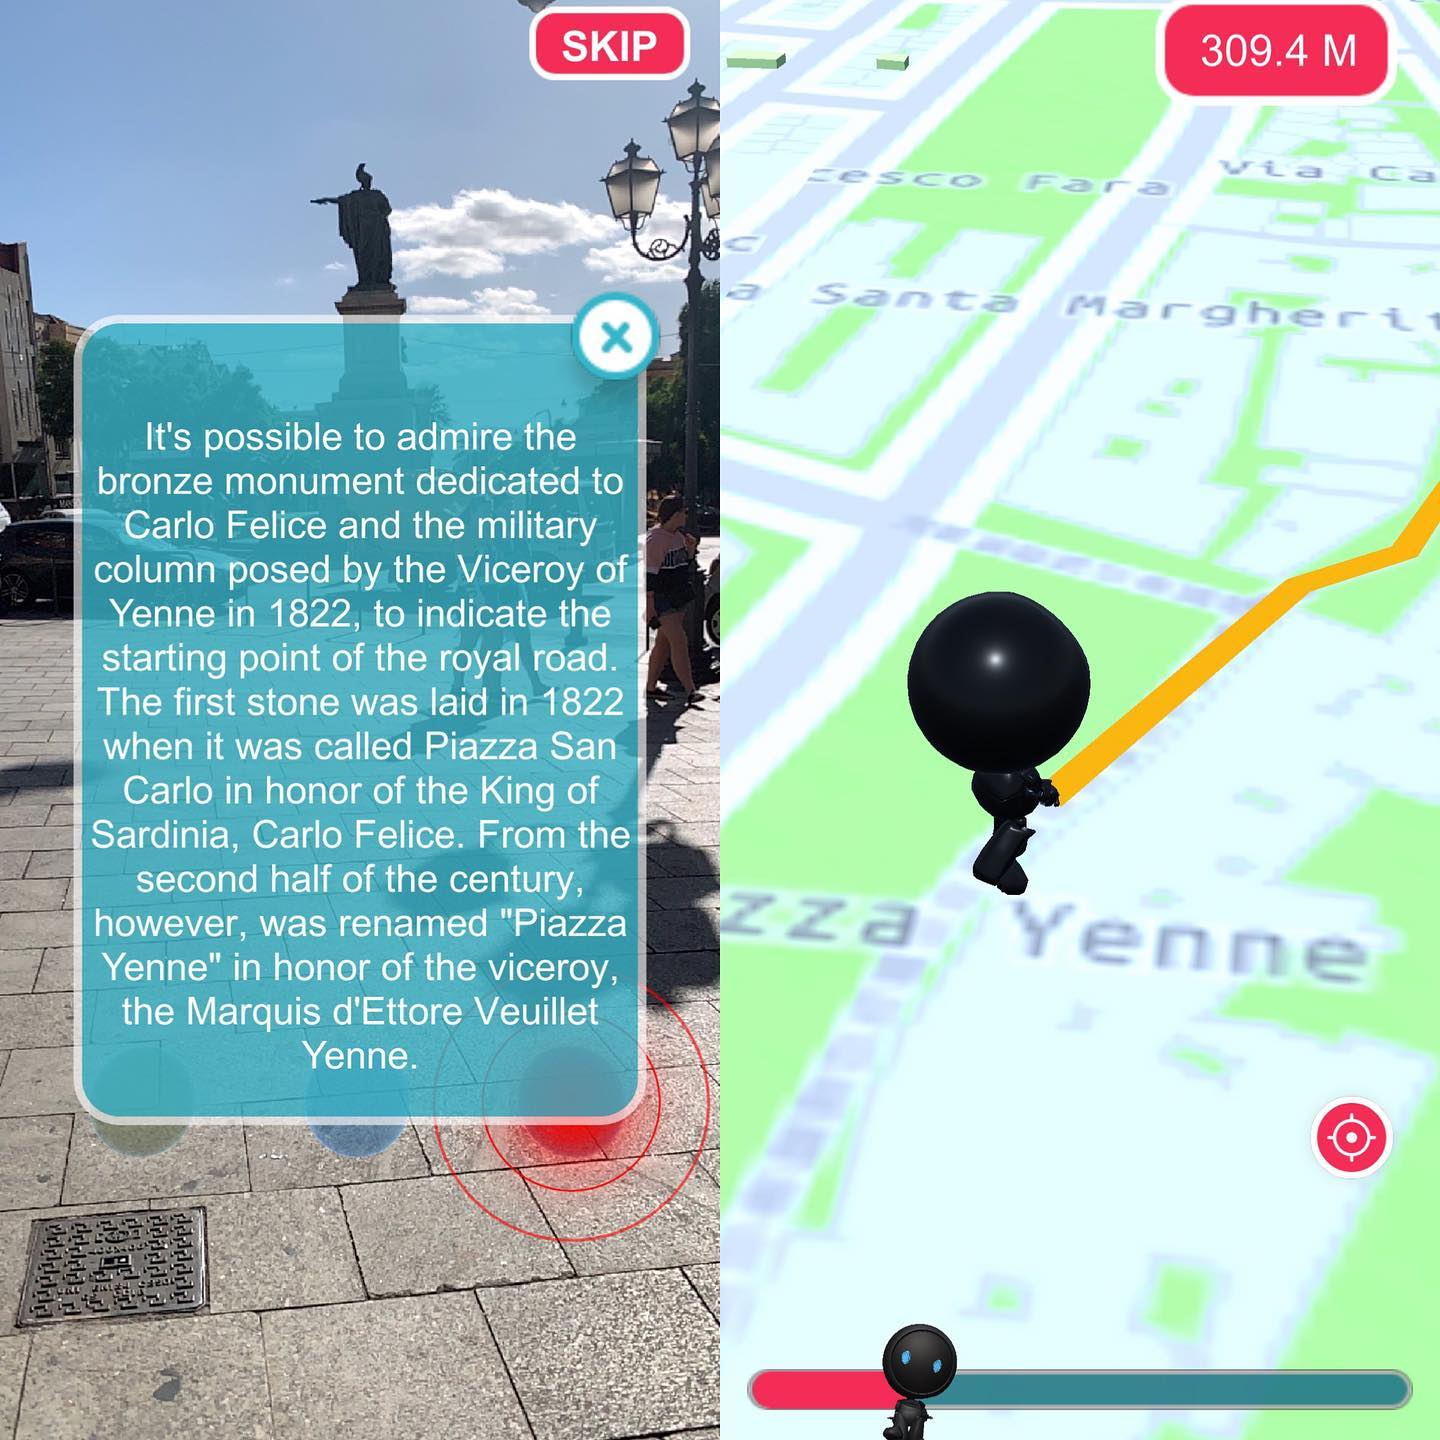 SKIP
It's possible to admire the
bronze monument dedicated to
Carlo Felice and the military
column posed by the Viceroy of
Yenne in 1822, to indicate the
starting point of the royal road.
The first stone was laid in 1822
when it was called Piazza San
Carlo in honor of the King of
Sardinia, Carlo Felice. From the
second half of the century,
however, was renamed "Piazza
Yenne" in honor of the viceroy,
the Marquis d'Ettore Veuillet
Yenne.
309.4 M
cesco Fara
Via Ca
a Santa Margherit
zza Yenne